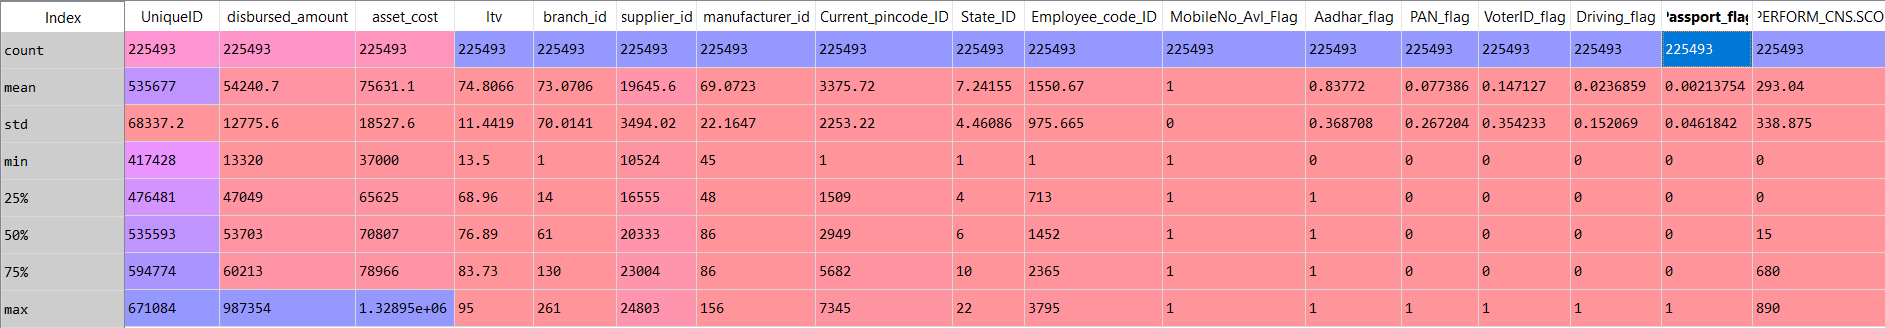 Index UniqueID disbursed_amount asset_cost ltv branch_id supplier_id manufacturer_id Current_pincode_ID State_ID Employee_code_ID MobileNo_Avl_Flag Aadhar_flag PAN_flag VoterID_flag Driving_flag Passport_flag PERFORM_CNS.SCO
count 225493 225493 225493 225493 225493 225493 225493 225493 225493 225493 225493 225493 225493 225493 225493 225493 225493
mean 535677 54240.7 75631.1 74.8066 73.0706 19645.6 69.0723 3375.72 7.24155 1550.67 1 0.83772 0.077386 0.147127 0.0236859 0.00213754 293.04
std 68337.2 12775.6 18527.6 11.4419 70.0141 3494.02 22.1647 2253.22 4.46086 975.665 0 0.368708 0.267204 0.354233 0.152069 0.0461842 338.875
min 417428 13320 37000 13.5 1 10524 45 1 1 1 1 0 0 0 0 0 0
25% 476481 47049 65625 68.96 14 16555 48 1509 4 713 1 1 0 0 0 0 0
50% 535593 53703 70807 76.89 61 20333 86 2949 6 1452 1 1 0 0 0 0 15
75% 594774 60213 78966 83.73 130 23004 86 5682 10 2365 1 1 0 0 0 0 680
max 671084 987354 1.32895e+06 95 261 24803 156 7345 22 3795 1 1 1 1 1 1 890